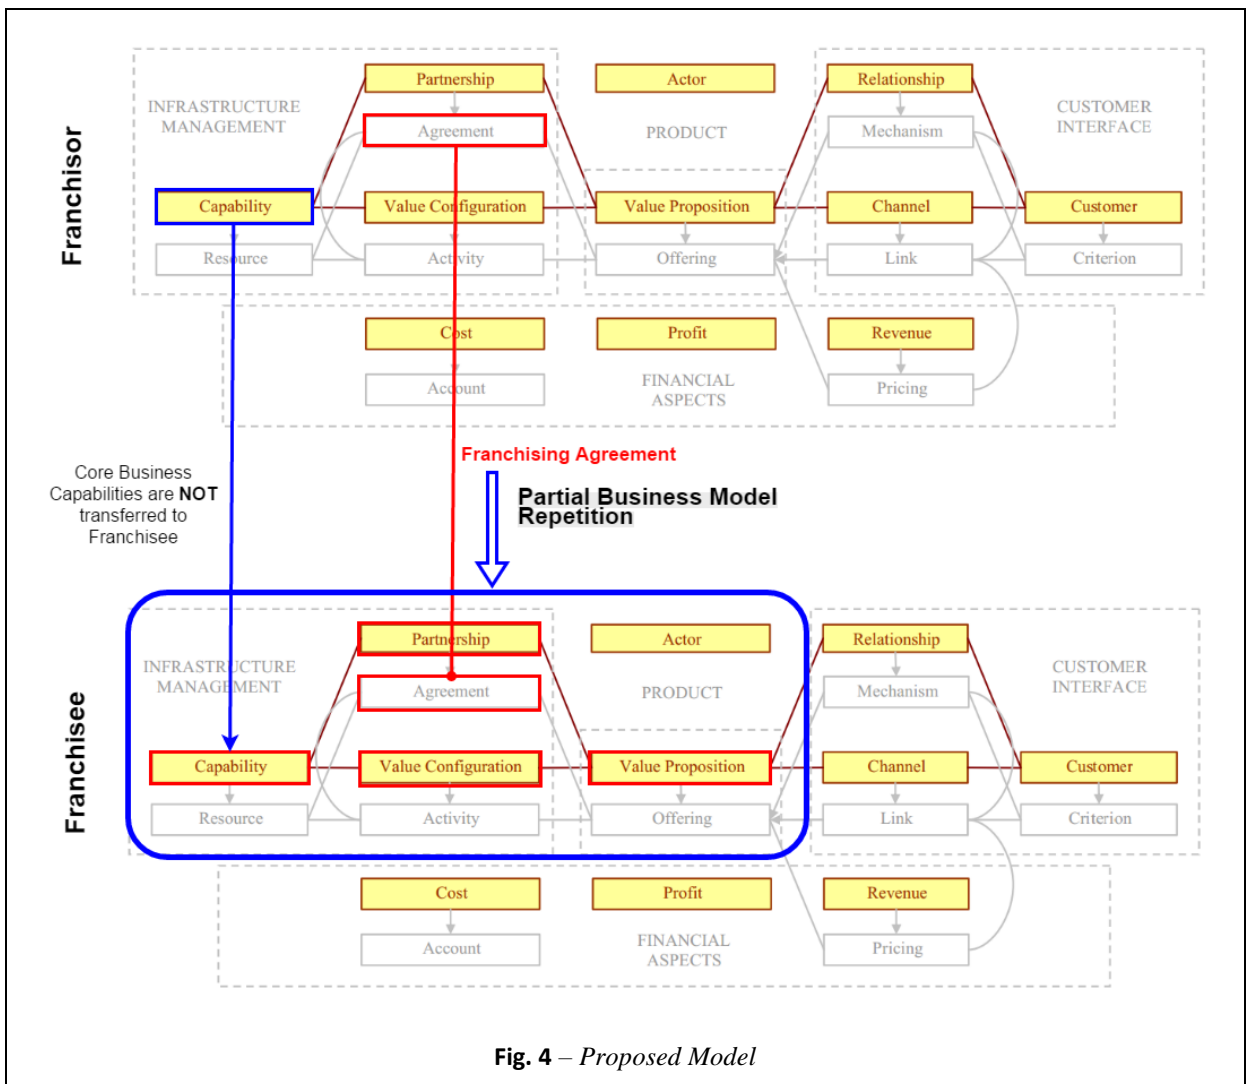 Franchisor
Partnership
Actor
Relationship
INFRASTRUCTURE
MANAGEMENT
Agreement
PRODUCT
Mechanism
CUSTOMER
INTERFACE
Capability
Value Configuration
Value Proposition
Channel
Customer
Resource
Activity
Offering
Link
Criterion
Cost
Profit
Revenue
Account
FINANCIAL
ASPECTS
Pricing
Franchising Agreement
Core Business
Capabilities are NOT
transferred to
Franchisee
Partial Business Model
Repetition
Franchisee
Partnership
Actor
Relationship
INFRASTRUCTURE
MANAGEMENT
Agreement
PRODUCT
Mechanism
CUSTOMER
INTERFACE
Capability
Value Configuration
Value Proposition
Channel
Customer
Resource
Activity
Offering
Link
Criterion
Cost
Profit
Revenue
Account
FINANCIAL
ASPECTS
Pricing
Fig. 4 – Proposed Model